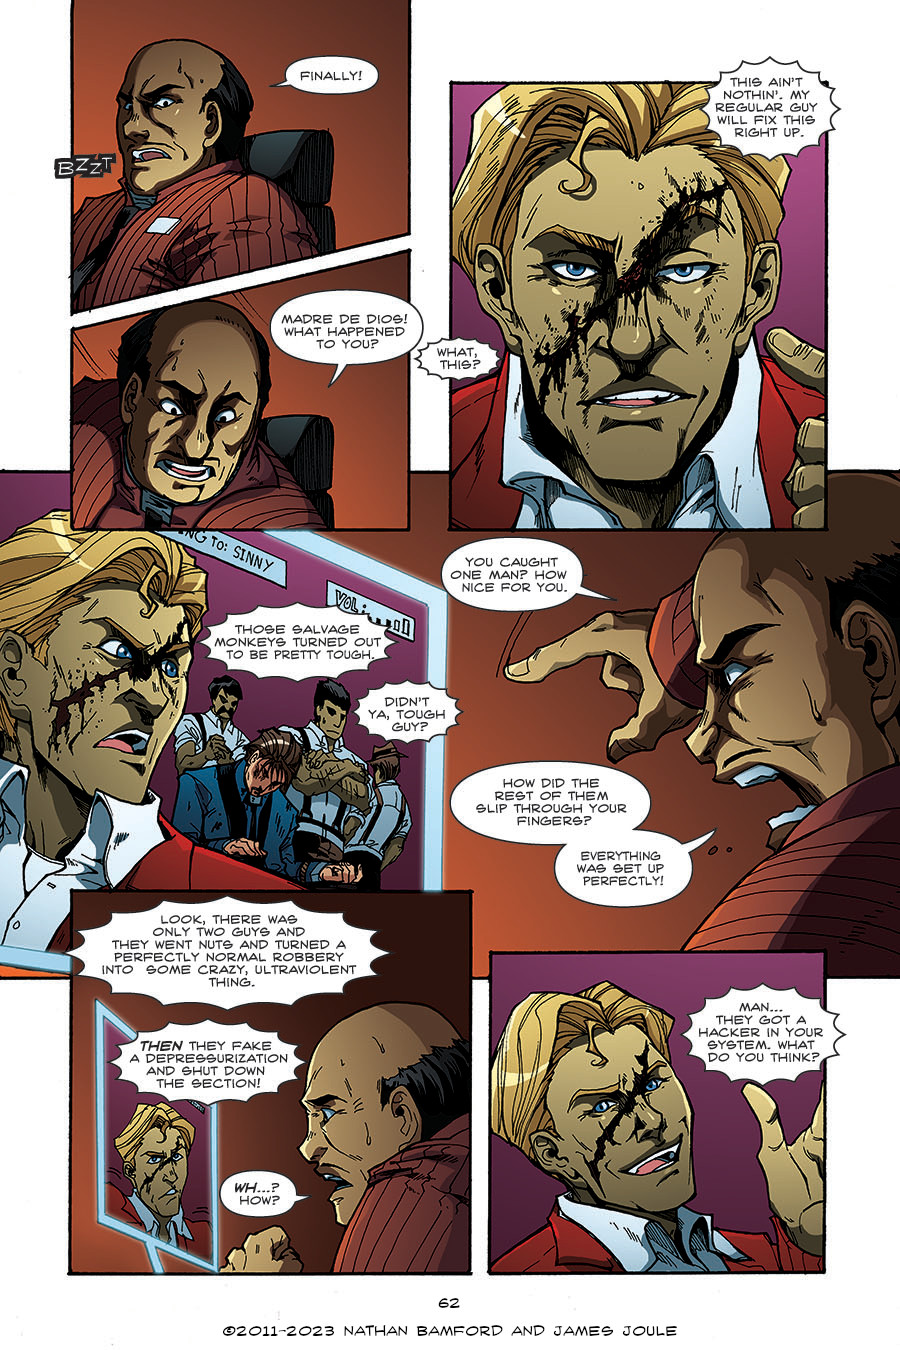 FINALLY!
BZZT
MADRE DE DIOS!
WHAT HAPPENED
TO YOU?
WHAT,
THIS?
THIS AIN'T
NOTHIN'. MY
REGULAR GUY
WILL FIX THIS
RIGHT UP.
NG TO: SINNY
VOL:
THOSE SALVAGE
MONKEYS TURNED OUT
TO BE PRETTY TOUGH.
DIDN'T
YA, TOUGH
GUY?
YOU CAUGHT
ONE MAN? HOW
NICE FOR YOU.
HOW DID THE
REST OF THEM
SLIP THROUGH YOUR
FINGERS?
EVERYTHING
WAS SET UP
PERFECTLY!
LOOK, THERE WAS
ONLY TWO GUYS AND
THEY WENT NUTS AND TURNED A
PERFECTLY NORMAL ROBBERY
INTO SOME CRAZY, ULTRAVIOLENT
THING.
THEN THEY FAKE
A DEPRESSURIZATION
AND SHUT DOWN
THE SECTION!
WH...?
HOW?
MAN...
THEY GOT A
HACKER IN YOUR
SYSTEM. WHAT
DO YOU THINK?
62
©2011-2023 NATHAN BAMFORD AND JAMES JOULE